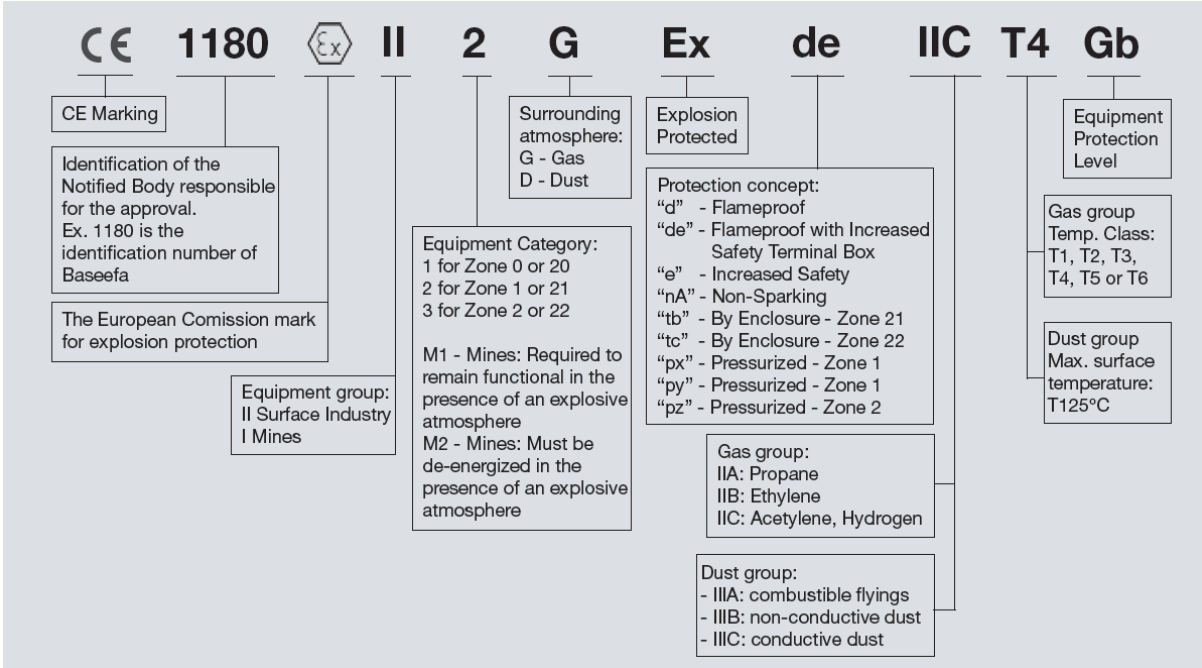 CE 1180 Ex II 2 G Ex de IIC T4 Gb
CE Marking
Identification of the
Notified Body responsible
for the approval.
Ex. 1180 is the
identification number of
Baseefa
The European Comission mark
for explosion protection
Equipment group:
II Surface Industry
I Mines
Equipment Category:
1 for Zone 0 or 20
2 for Zone 1 or 21
3 for Zone 2 or 22
M1 - Mines: Required to
remain functional in the
presence of an explosive
atmosphere
M2 - Mines: Must be
de-energized in the
presence of an explosive
atmosphere
Surrounding
atmosphere:
G - Gas
D - Dust
Explosion
Protected
Protection concept:
“d” - Flameproof
“de” - Flameproof with Increased
Safety Terminal Box
“e” - Increased Safety
“nA” - Non-Sparking
“tb” - By Enclosure - Zone 21
“tc” - By Enclosure - Zone 22
“px” - Pressurized - Zone 1
“py” - Pressurized - Zone 1
“pz” - Pressurized - Zone 2
Gas group:
IIA: Propane
IIB: Ethylene
IIC: Acetylene, Hydrogen
Dust group:
- IIIA: combustible flyings
- IIIB: non-conductive dust
- IIIC: conductive dust
Equipment
Protection
Level
Gas group
Temp. Class:
T1, T2, T3,
T4, T5 or T6
Dust group
Max. surface
temperature:
T125°C